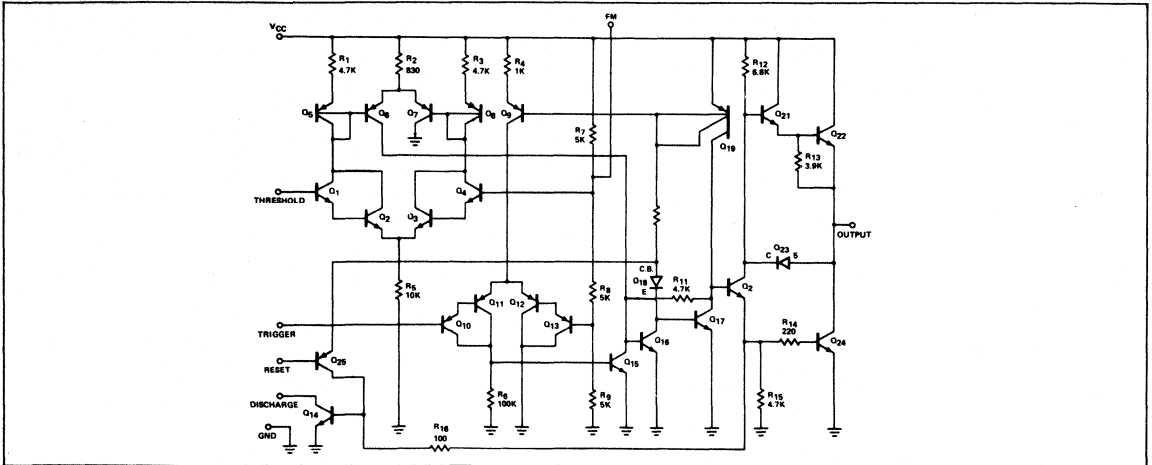 FM
VCC
R1
4.7K
R2
830
R3
4.7K
R4
1K
R12
6.8K
Q5
Q6
Q7
Q8
Q9
R7
5K
Q19
Q21
Q22
R13
3.9K
THRESHOLD
Q1
Q2
Q3
Q4
OUTPUT
Q23
C
5
C.B.
Q18
E
R5
10K
R11
4.7K
R8
5K
Q2
Q11
Q12
Q10
Q13
Q17
R14
220
TRIGGER
Q15
Q16
Q24
Q25
RESET
R6
100K
R9
5K
R15
4.7K
DISCHARGE
Q14
GND
R16
100